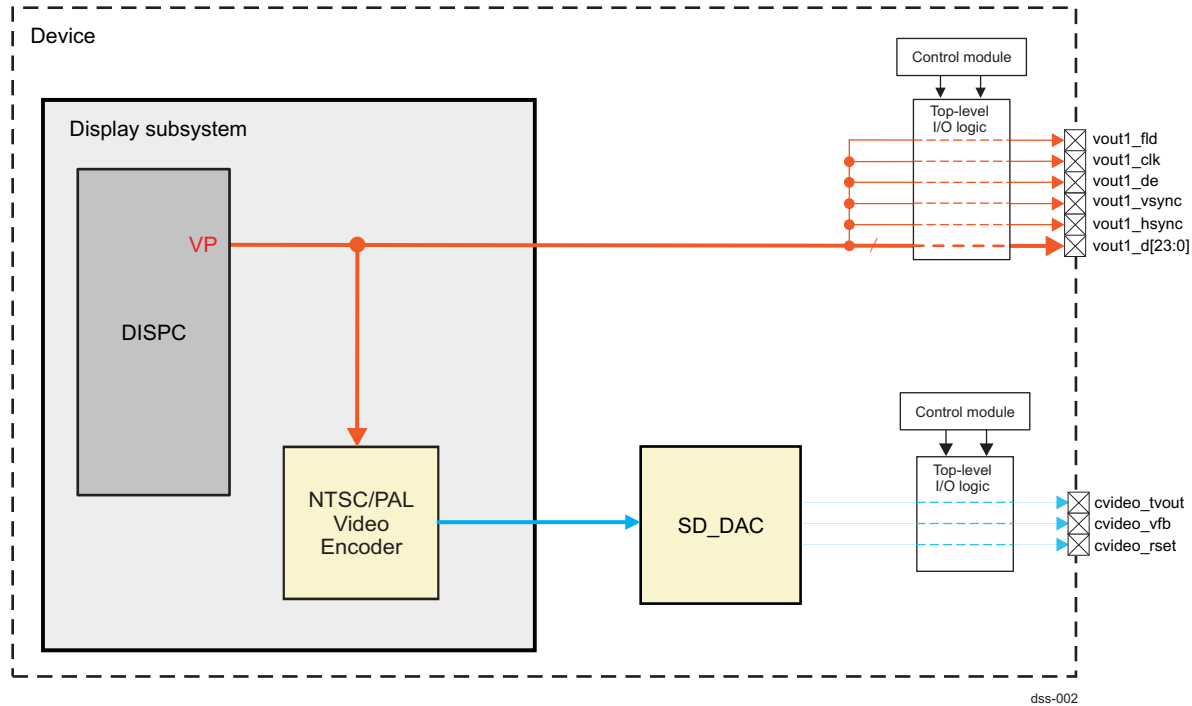 Device
Control module
Top-level
I/O logic
Display subsystem
vout1_fld
vout1_clk
vout1_de
vout1_vsync
vout1_hsync
vout1_d[23:0]
VP
DISPC
Control module
Top-level
I/O logic
NTSC/PAL
Video
Encoder
SD_DAC
cvideo_tvout
cvideo_vfb
cvideo_rset
dss-002